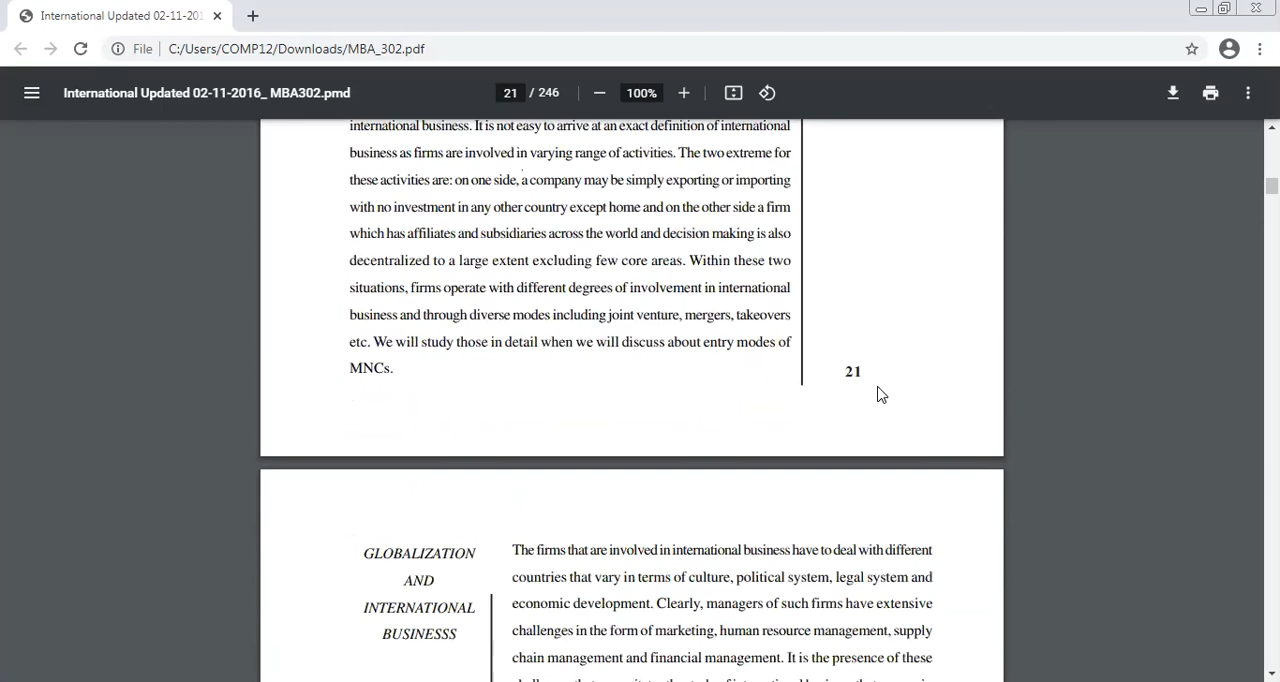 International Updated 02-11-201
File C:/Users/COMP12/Downloads/MBA_302.pdf
International Updated 02-11-2016_ MBA302.pmd 21 / 246 100%
international business. It is not easy to arrive at an exact definition of international
business as firms are involved in varying range of activities. The two extreme for
these activities are: on one side, a company may be simply exporting or importing
with no investment in any other country except home and on the other side a firm
which has affiliates and subsidiaries across the world and decision making is also
decentralized to a large extent excluding few core areas. Within these two
situations, firms operate with different degrees of involvement in international
business and through diverse modes including joint venture, mergers, takeovers
etc. We will study those in detail when we will discuss about entry modes of
MNCs.
21
GLOBALIZATION
AND
INTERNATIONAL
BUSINESSS
The firms that are involved in international business have to deal with different
countries that vary in terms of culture, political system, legal system and
economic development. Clearly, managers of such firms have extensive
challenges in the form of marketing, human resource management, supply
chain management and financial management. It is the presence of these